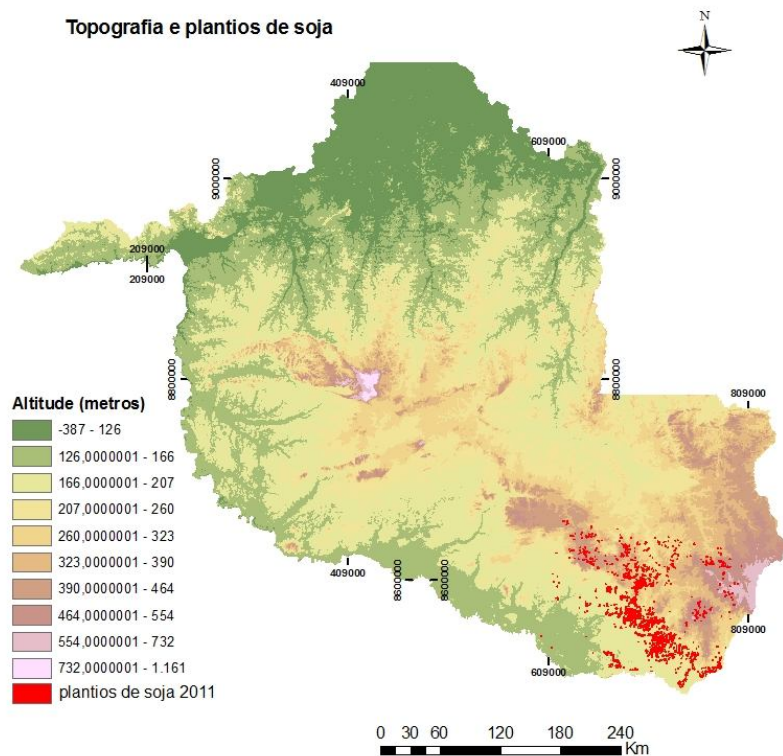 Topografia e plantios de soja
N
409000
609000
9000000
9000000
209000
209000
8800000
8800000
809000
Altitude (metros)
-387 - 126
126,0000001 - 166
166,0000001 - 207
207,0000001 - 260
260,0000001 - 323
323,0000001 - 390
390,0000001 - 464
464,0000001 - 554
554,0000001 - 732
732,0000001 - 1.161
plantios de soja 2011
409000
8600000
8600000
809000
609000
0 30 60 120 180 240
Km